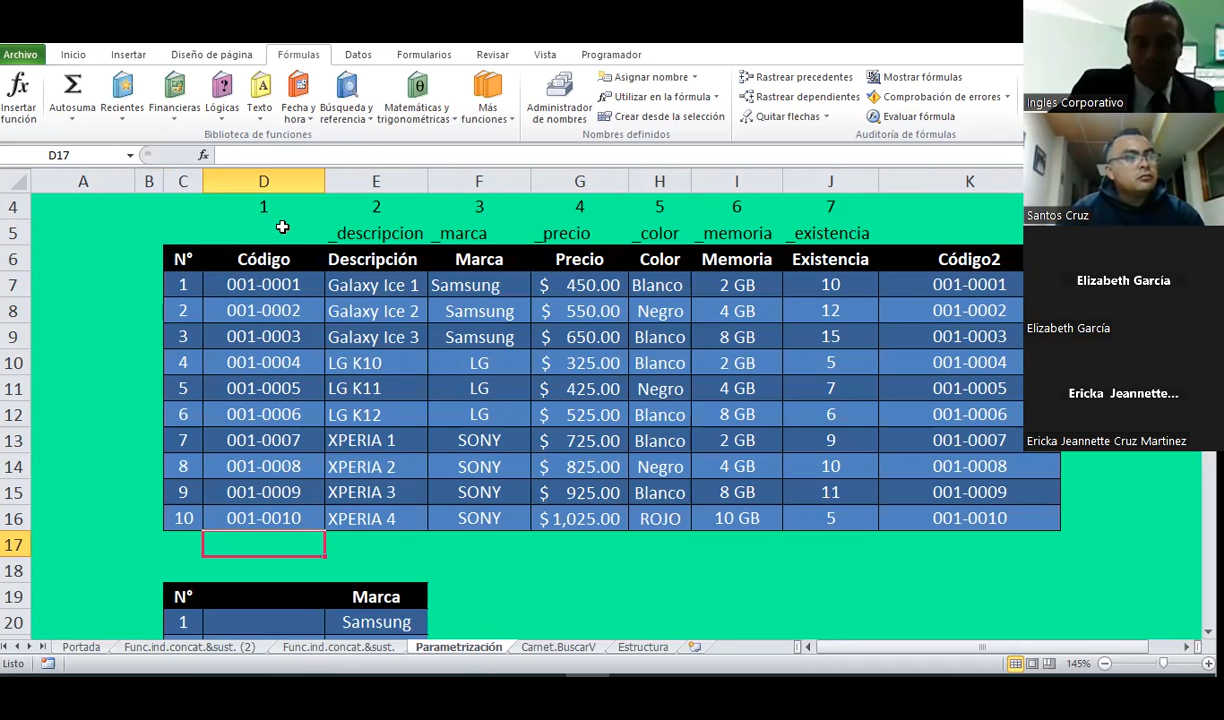 Archivo Inicio Insertar Diseño de página Fórmulas Datos Formularios Revisar Vista Programador
Insertar función Autosuma Recientes Financieras Lógicas Texto Fecha y hora Búsqueda y referencia Matemáticas y trigonométricas Más funciones
Biblioteca de funciones
Administrador de nombres
Asignar nombre
Utilizar en la fórmula
Crear desde la selección
Nombres definidos
Rastrear precedentes
Rastrear dependientes
Quitar flechas
Mostrar fórmulas
Comprobación de errores
Evaluar fórmula
Auditoría de fórmulas
D17 fx
A B C D E F G H I J K
4 1 2 3 4 5 6 7
5 _descripcion _marca _precio _color _memoria _existencia
6 N° Código Descripción Marca Precio Color Memoria Existencia Código2
7 1 001-0001 Galaxy Ice 1 Samsung $ 450.00 Blanco 2 GB 10 001-0001
8 2 001-0002 Galaxy Ice 2 Samsung $ 550.00 Negro 4 GB 12 001-0002
9 3 001-0003 Galaxy Ice 3 Samsung $ 650.00 Blanco 8 GB 15 001-0003
10 4 001-0004 LG K10 LG $ 325.00 Blanco 2 GB 5 001-0004
11 5 001-0005 LG K11 LG $ 425.00 Negro 4 GB 7 001-0005
12 6 001-0006 LG K12 LG $ 525.00 Blanco 8 GB 6 001-0006
13 7 001-0007 XPERIA 1 SONY $ 725.00 Blanco 2 GB 9 001-0007
14 8 001-0008 XPERIA 2 SONY $ 825.00 Negro 4 GB 10 001-0008
15 9 001-0009 XPERIA 3 SONY $ 925.00 Blanco 8 GB 11 001-0009
16 10 001-0010 XPERIA 4 SONY $ 1,025.00 ROJO 10 GB 5 001-0010
17
18
19 N° Marca
20 1 Samsung
Portada Func.ind.concat.&sust. (2) Func.ind.concat.&sust. Parametrización Carnet.BuscarV Estructura
Listo 145%
Ingles Corporativo
Santos Cruz
Elizabeth García
Elizabeth García
Ericka Jeannette...
Ericka Jeannette Cruz Martinez